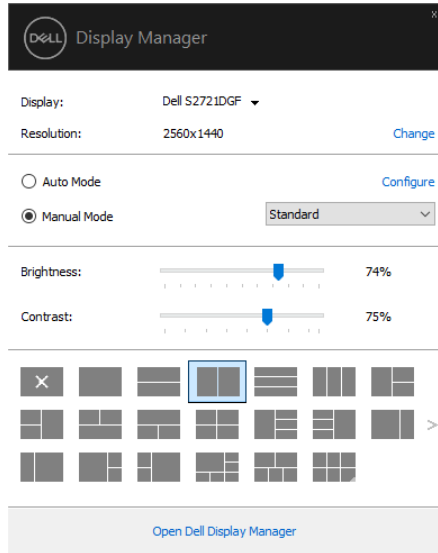 DELL Display Manager
Display: Dell S2721DGF
Resolution: 2560x1440 Change
Auto Mode Configure
Manual Mode Standard
Brightness: 74%
Contrast: 75%
Open Dell Display Manager